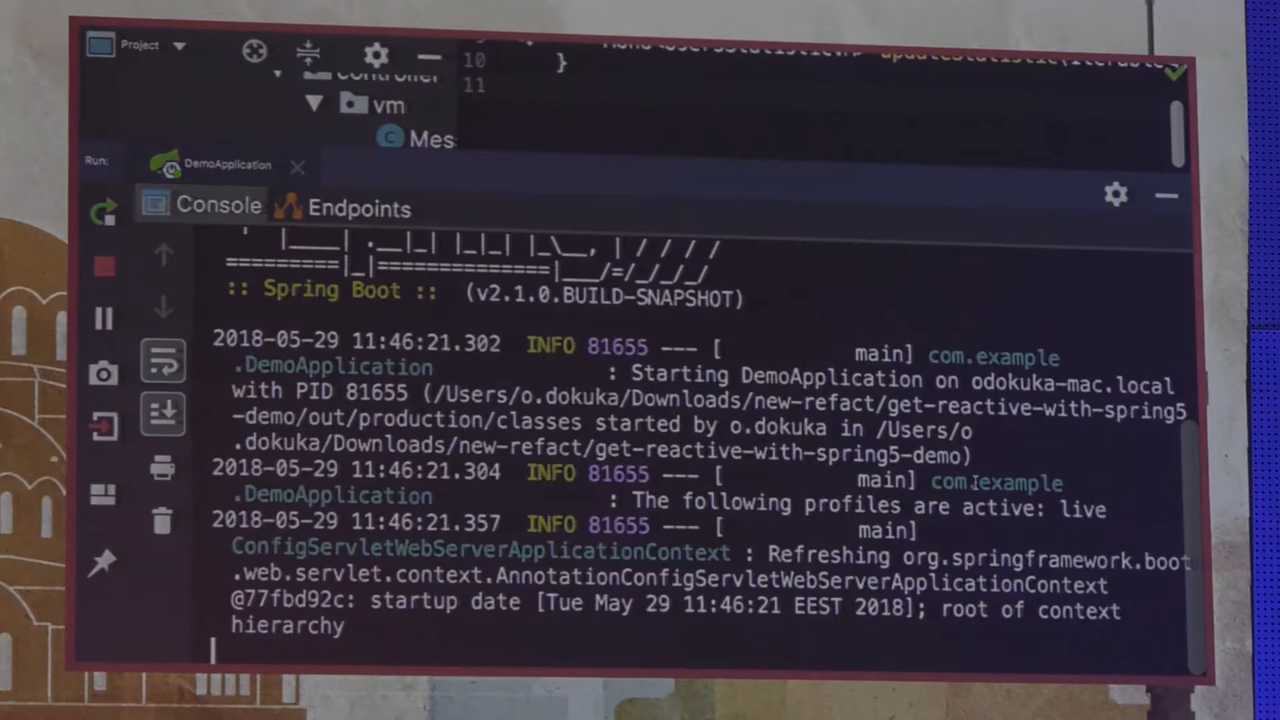 Project
10 }
11
controller
vm
Mes
Run: DemoApplication
Console Endpoints
:: Spring Boot :: (v2.1.0.BUILD-SNAPSHOT)
2018-05-29 11:46:21.302 INFO 81655 --- [ main] com.example
.DemoApplication : Starting DemoApplication on odokuka-mac.local
with PID 81655 (/Users/o.dokuka/Downloads/new-refact/get-reactive-with-spring5
-demo/out/production/classes started by o.dokuka in /Users/o
.dokuka/Downloads/new-refact/get-reactive-with-spring5-demo)
2018-05-29 11:46:21.304 INFO 81655 --- [ main] com.example
.DemoApplication : The following profiles are active: live
2018-05-29 11:46:21.357 INFO 81655 --- [ main]
ConfigServletWebServerApplicationContext : Refreshing org.springframework.boot
.web.servlet.context.AnnotationConfigServletWebServerApplicationContext
@77fbd92c: startup date [Tue May 29 11:46:21 EEST 2018]; root of context
hierarchy